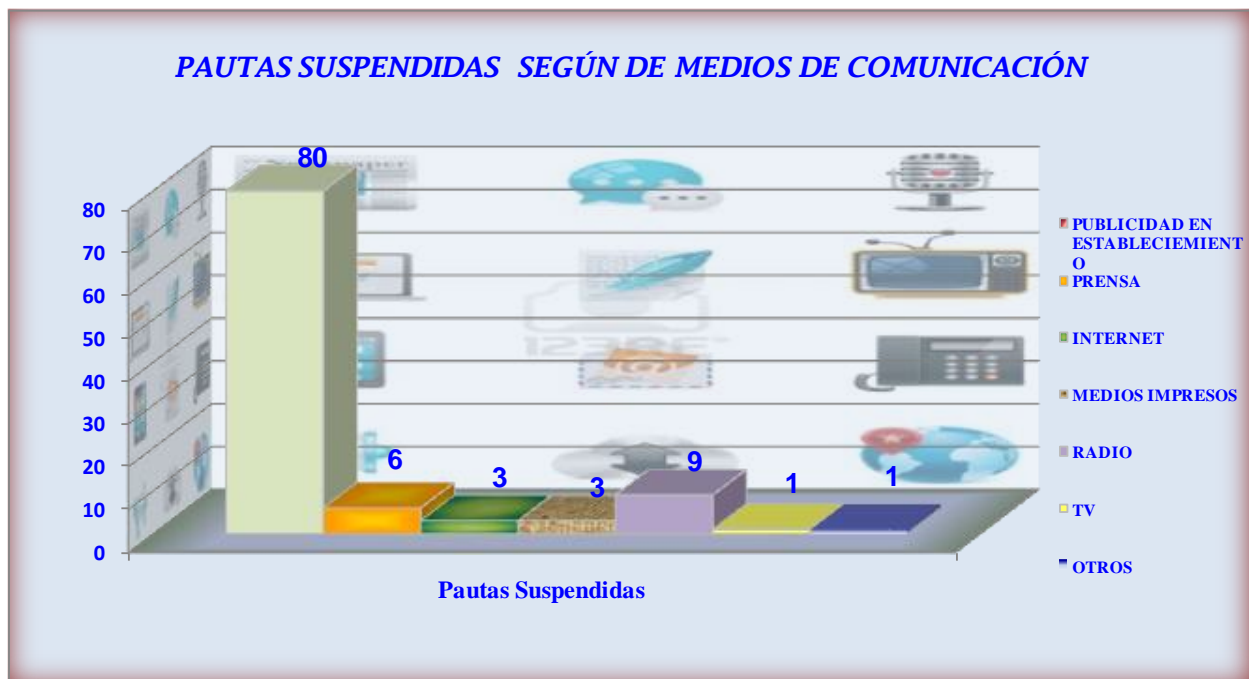 PAUTAS SUSPENDIDAS SEGÚN DE MEDIOS DE COMUNICACIÓN
80
6
3
3
9
1
1
80
70
60
50
40
30
20
10
0
Pautas Suspendidas
PUBLICIDAD EN
ESTABLECIEMIENT
O
PRENSA
INTERNET
MEDIOS IMPRESOS
RADIO
TV
OTROS